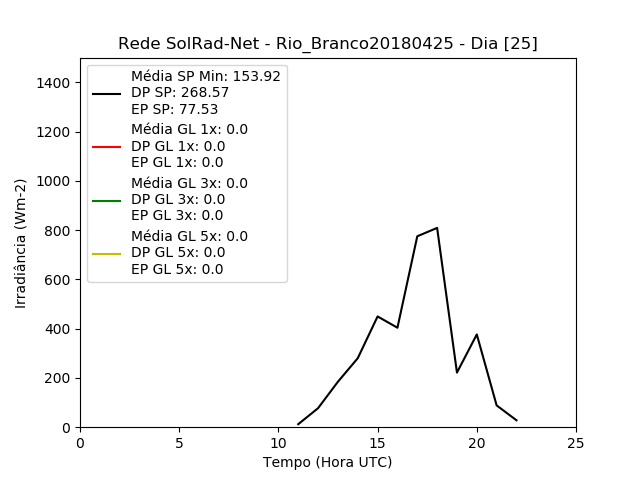 Rede SolRad-Net - Rio_Branco20180425 - Dia [25]
Média SP Min: 153.92
DP SP: 268.57
EP SP: 77.53
Média GL 1x: 0.0
DP GL 1x: 0.0
EP GL 1x: 0.0
Média GL 3x: 0.0
DP GL 3x: 0.0
EP GL 3x: 0.0
Média GL 5x: 0.0
DP GL 5x: 0.0
EP GL 5x: 0.0
Irradiância (Wm-2)
1400
1200
1000
800
600
400
200
0
0 5 10 15 20 25
Tempo (Hora UTC)